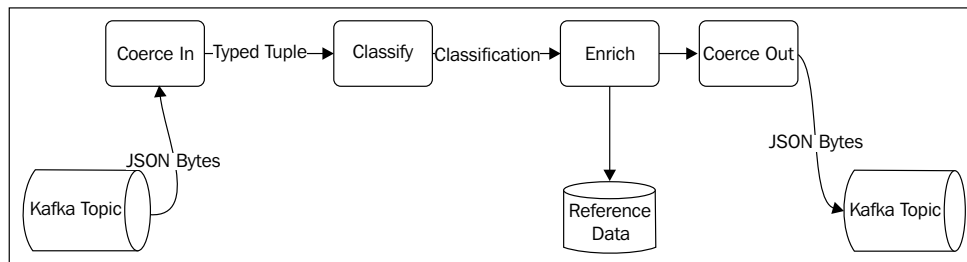 Coerce In
Typed Tuple
Classify
Classification
Enrich
Coerce Out
JSON Bytes
JSON Bytes
Kafka Topic
Reference
Data
Kafka Topic